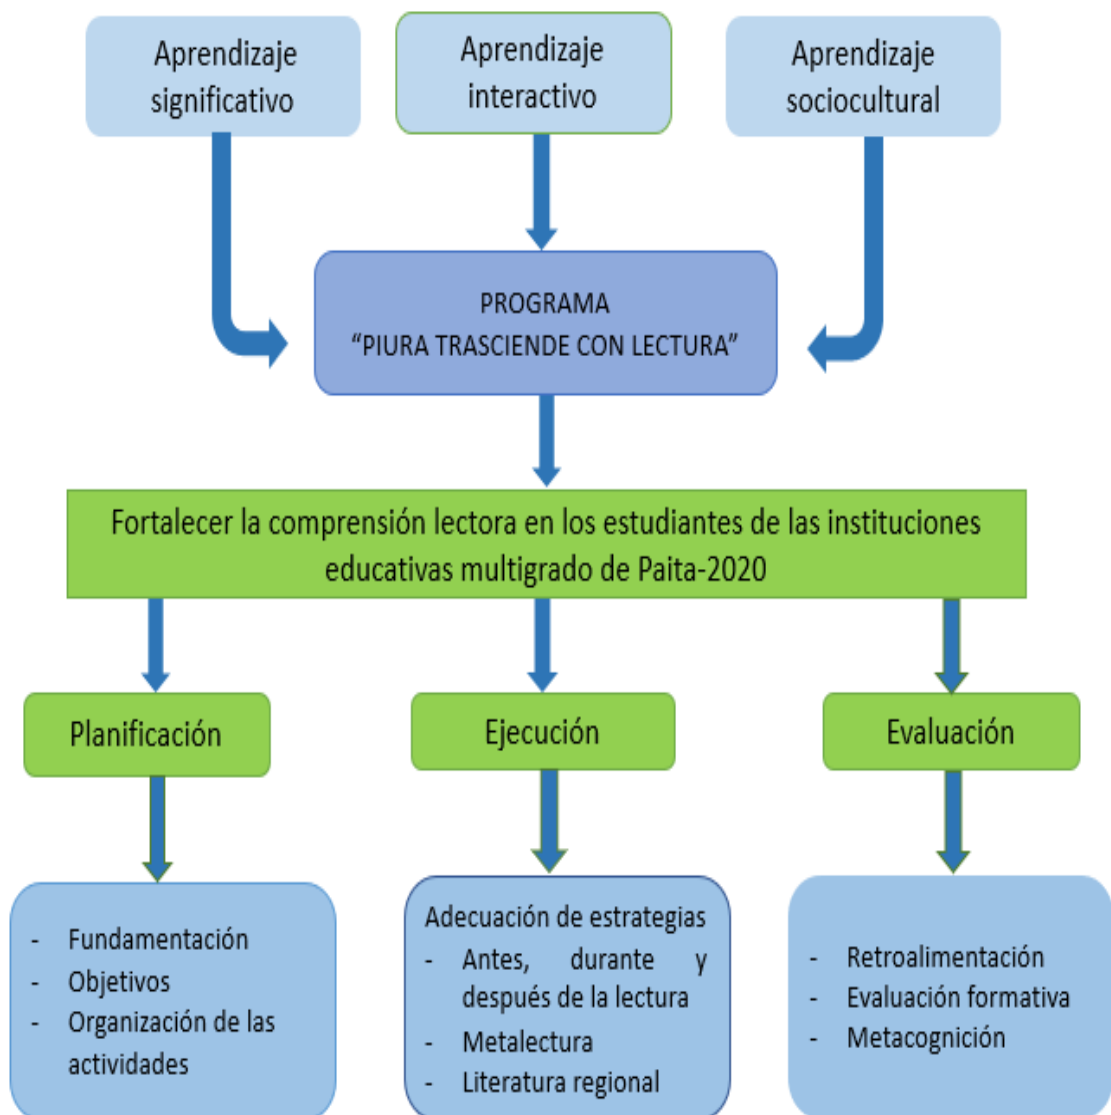 Aprendizaje
significativo
Aprendizaje
interactivo
Aprendizaje
sociocultural
PROGRAMA
“PIURA TRASCIENDE CON LECTURA”
Fortalecer la comprensión lectora en los estudiantes de las instituciones
educativas multigrado de Paita-2020
Planificación
Ejecución
Evaluación
- Fundamentación
- Objetivos
- Organización de las
actividades
Adecuación de estrategias
- Antes, durante y
después de la lectura
- Metalectura
- Literatura regional
- Retroalimentación
- Evaluación formativa
- Metacognición